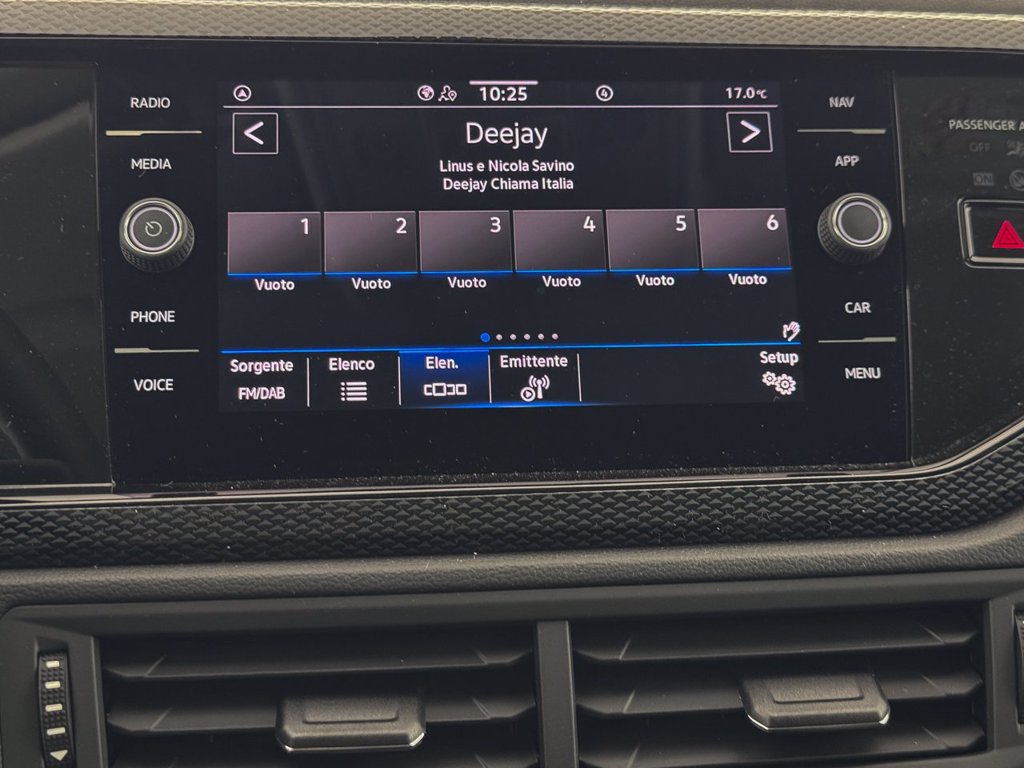 RADIO
MEDIA
PHONE
VOICE
10:25
4
17.0°C
Deejay
Linus e Nicola Savino
Deejay Chiama Italia
1 2 3 4 5 6
Vuoto Vuoto Vuoto Vuoto Vuoto Vuoto
Sorgente Elenco Elen. Emittente Setup
FM/DAB
NAV
APP
CAR
MENU
PASSENGER A
OFF
ON